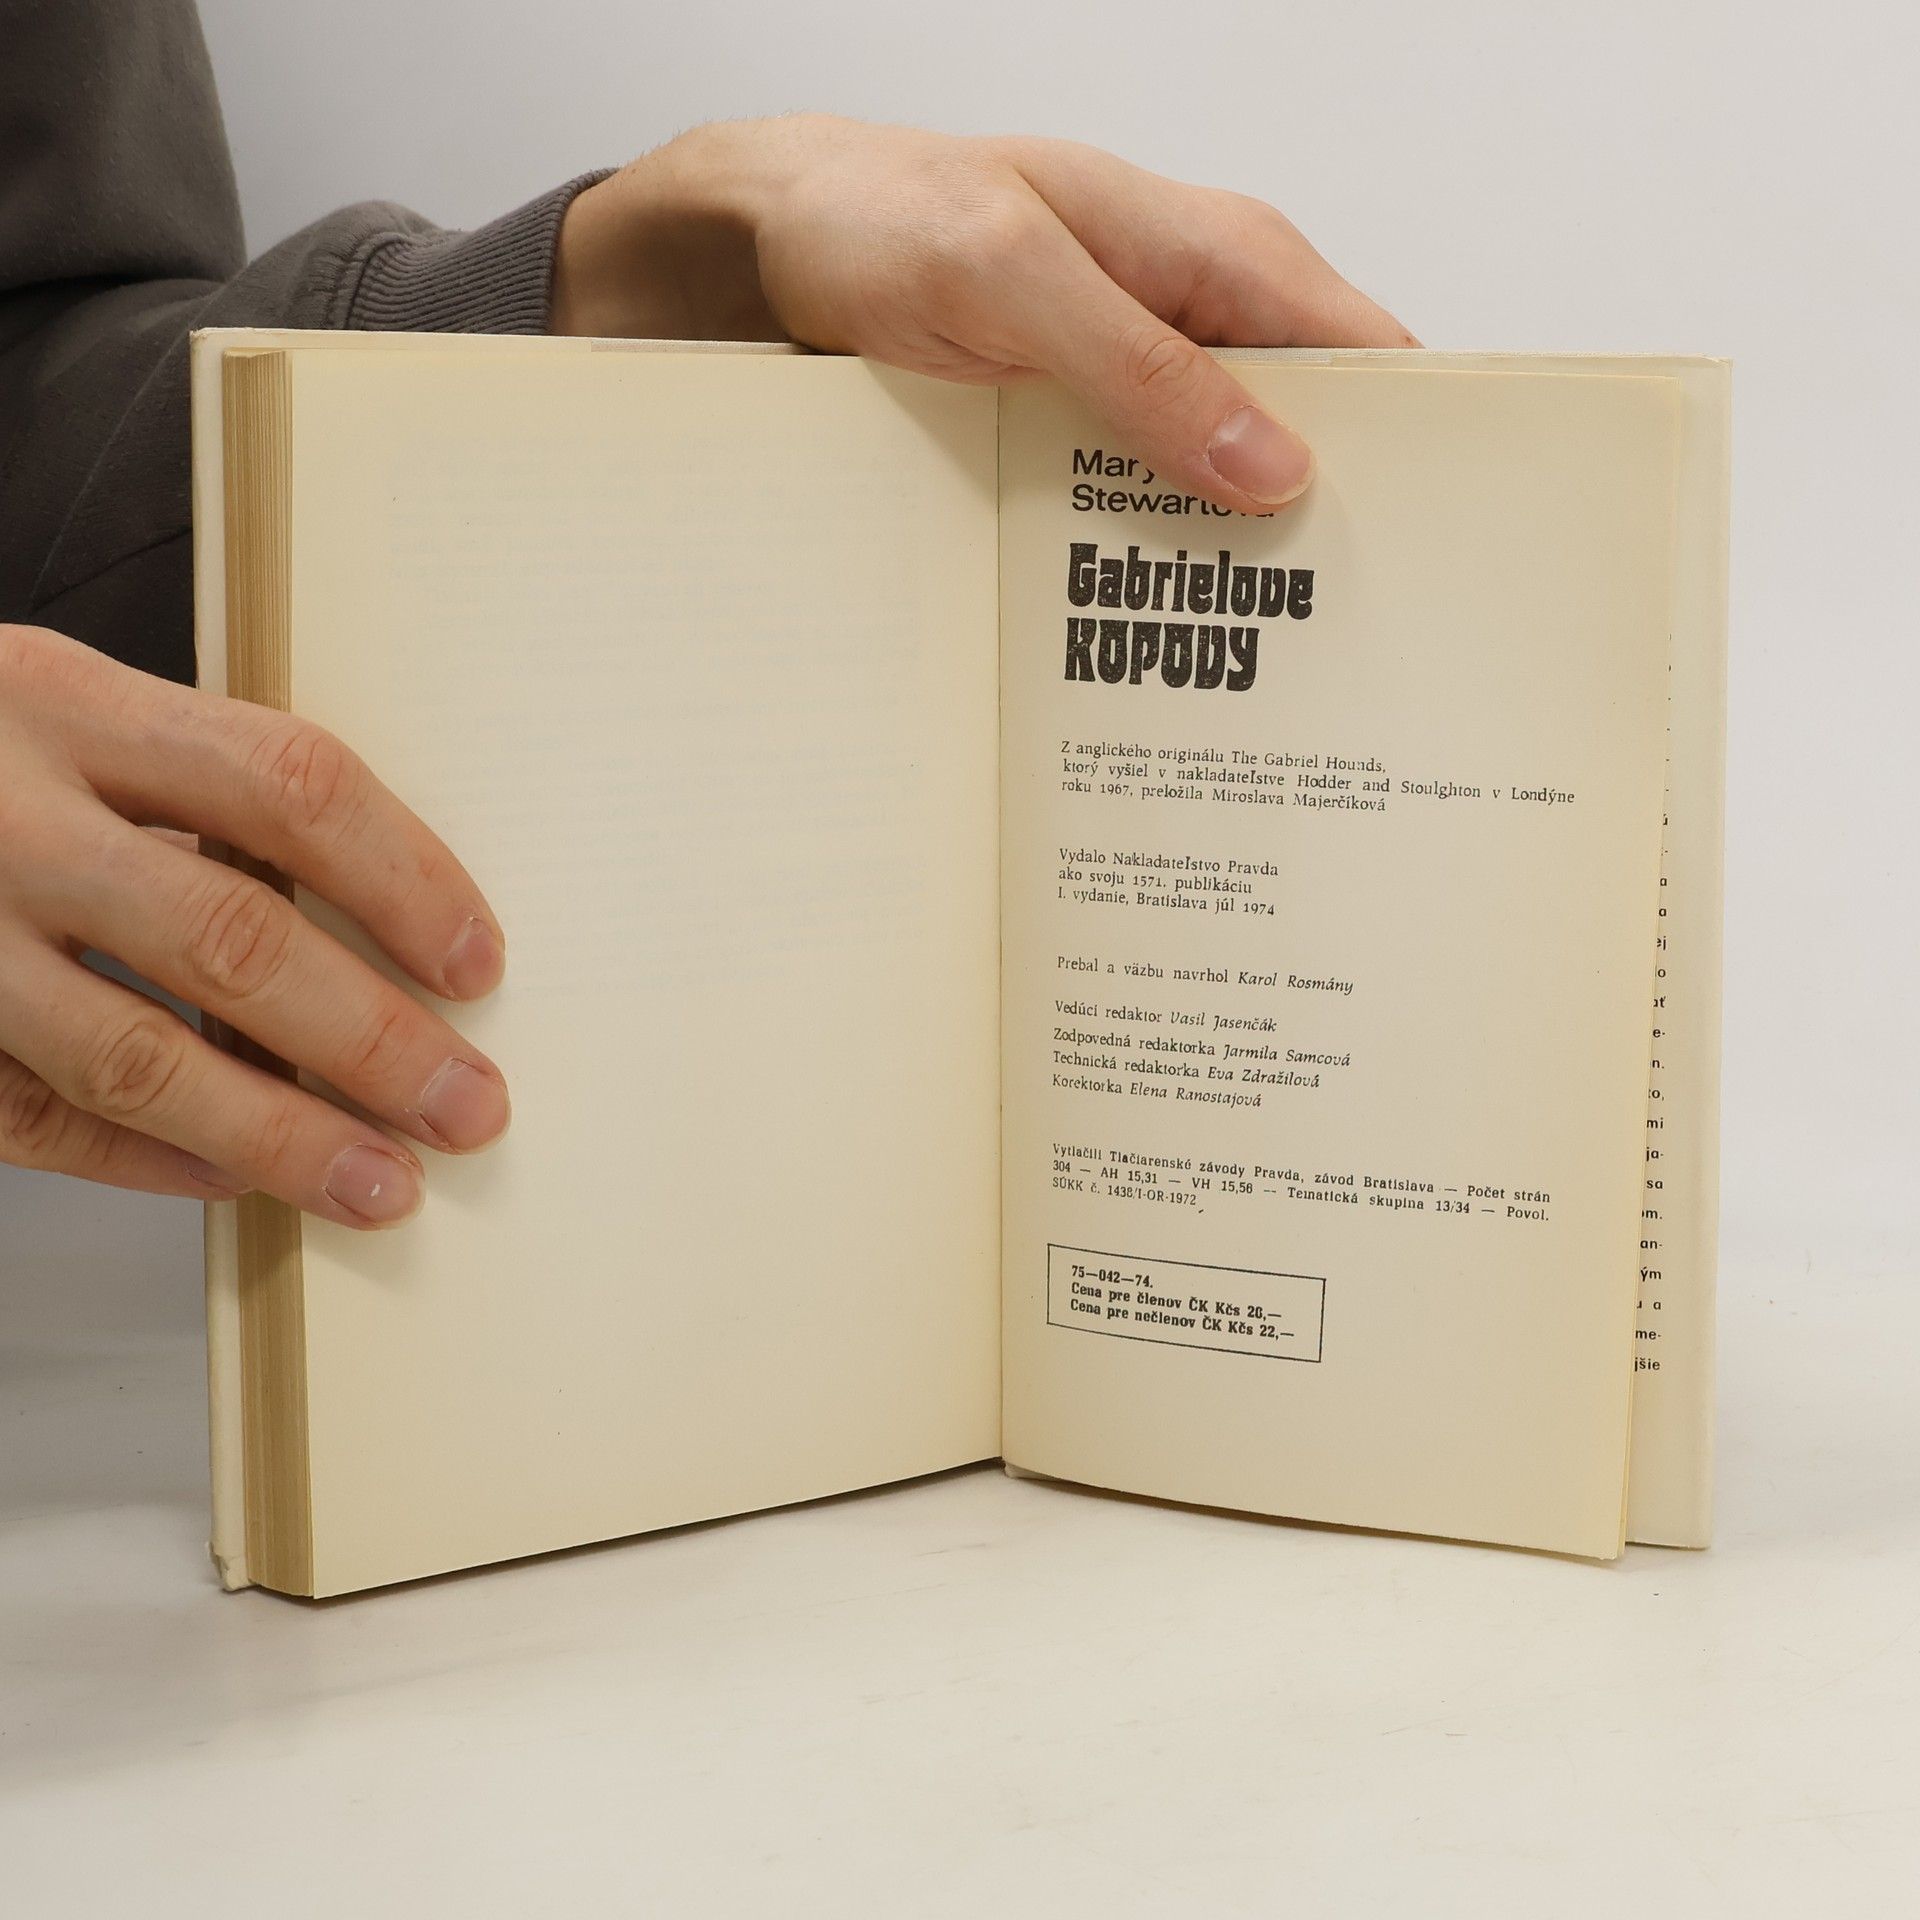 Mary
Stewartová
Gabrielove
KOPODY
Z anglického originálu The Gabriel Hounds,
ktorý vyšiel v nakladateľstve Hodder and Stoulghton v Londýne
roku 1967, preložila Miroslava Majerčíková
Vydalo Nakladateľstvo Pravda
ako svoju 1571. publikáciu
I. vydanie, Bratislava júl 1974
Prebal a väzbu navrhol Karol Rosmány
Vedúci redaktor Vasil Jasenčák
Zodpovedná redaktorka Jarmila Samcová
Technická redaktorka Eva Zdražilová
Korektorka Elena Ranostajová
Vytlačili Tlačiarenské závody Pravda, závod Bratislava — Počet strán
304 — AH 15,31 — VH 15,56 — Tematická skupina 13/34 — Povol.
SÚKK č. 1438/I-OR-1972
75—042—74.
Cena pre členov ČK Kčs 20,—
Cena pre nečlenov ČK Kčs 22,—